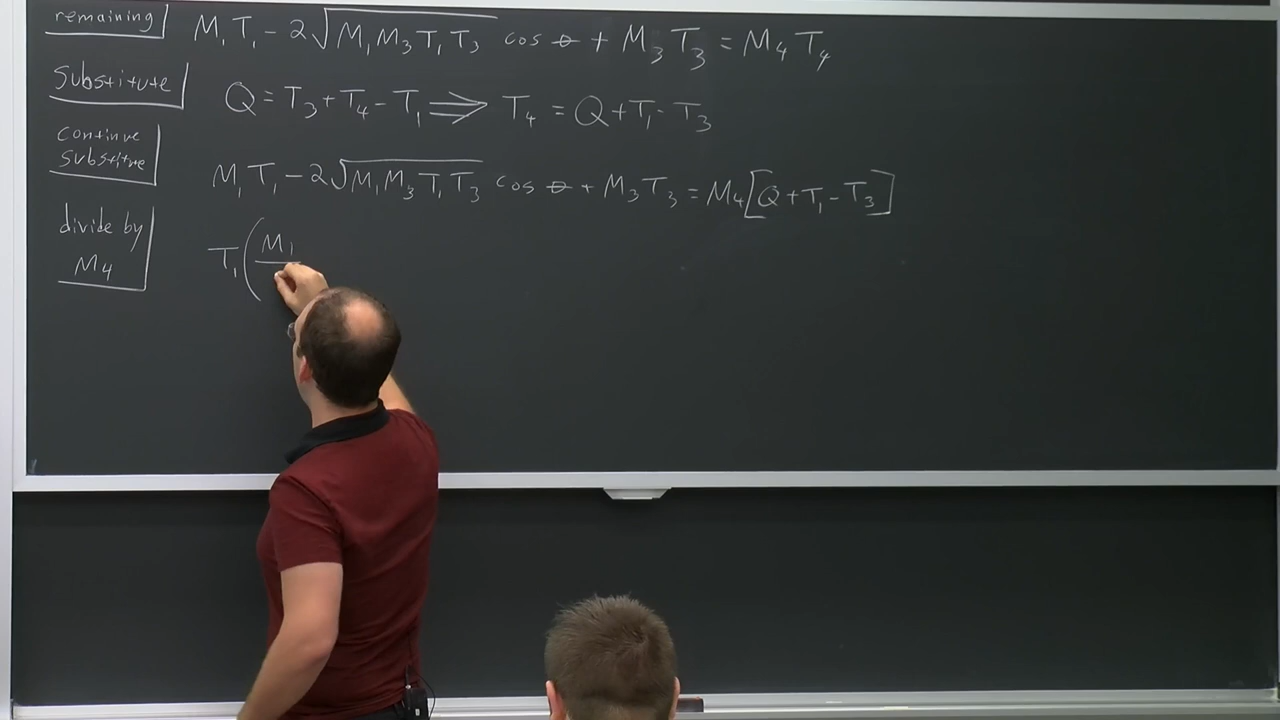 remaining M₁T₁ - 2√(M₁M₃T₁T₃) cos θ + M₃T₃ = M₄T₄
Substitute Q = T₃ + T₄ - T₁ ⟹ T₄ = Q + T₁ - T₃
continue
substitue M₁T₁ - 2√(M₁M₃T₁T₃) cos θ + M₃T₃ = M₄[Q + T₁ - T₃]
divide by
M₄ T₁(M₁